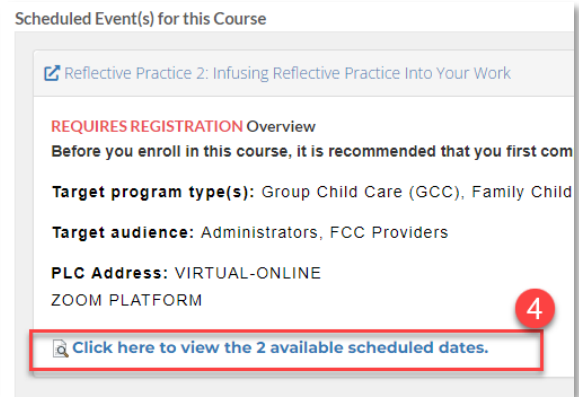 Scheduled Event(s) for this Course
Reflective Practice 2: Infusing Reflective Practice Into Your Work
REQUIRES REGISTRATION Overview
Before you enroll in this course, it is recommended that you first com
Target program type(s): Group Child Care (GCC), Family Child
Target audience: Administrators, FCC Providers
PLC Address: VIRTUAL-ONLINE
ZOOM PLATFORM
4
Click here to view the 2 available scheduled dates.